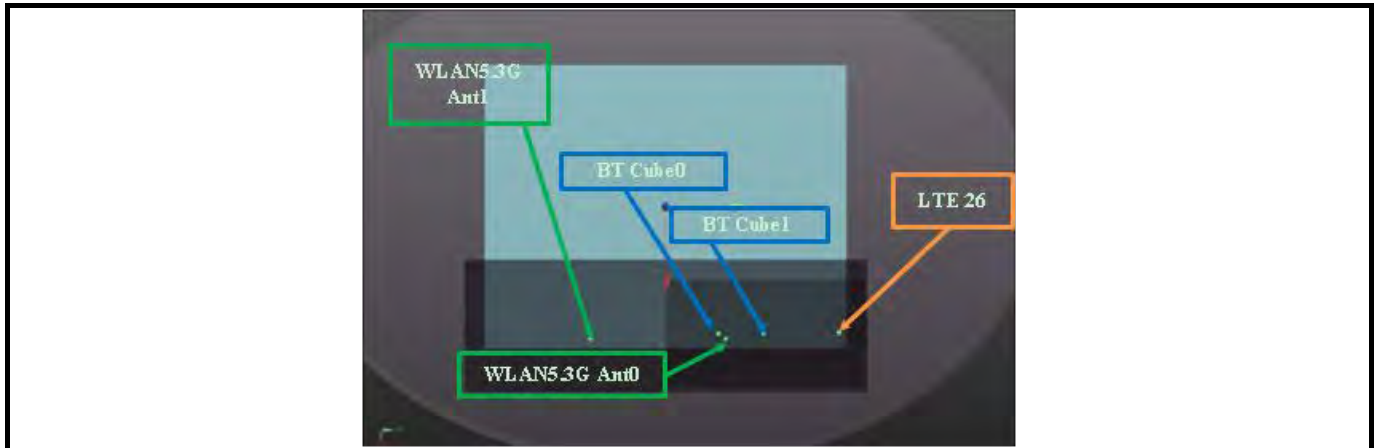 WLAN5.3G
Ant1
BT Cube0
LTE 26
BT Cube1
WLAN5.3G Ant0